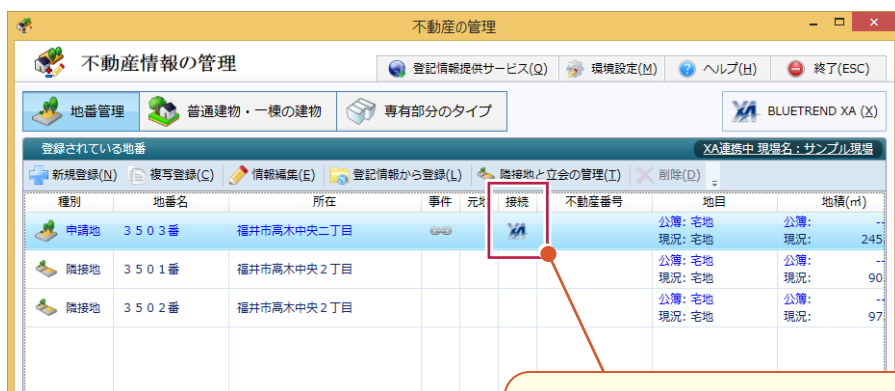 不動産の管理
不動産情報の管理
登記情報提供サービス(Q) 環境設定(M) ヘルプ(H) 終了(ESC)
地番管理 普通建物・一棟の建物 専有部分のタイプ BLUETREND XA (X)
登録されている地番 XA連携中 現場名：サンプル現場
新規登録(N) 複写登録(C) 情報編集(E) 登記情報から登録(L) 隣接地と立会の管理(T) 削除(D)
種別 地番名 所在 事件 元地 接続 不動産番号 地目 地積(㎡)
申請地 ３５０３番 福井市高木中央二丁目 公簿: 宅地 公簿: --
現況: 宅地 現況: 245
隣接地 ３５０１番 福井市高木中央２丁目 公簿: 宅地 公簿: --
現況: 宅地 現況: 90
隣接地 ３５０２番 福井市高木中央２丁目 公簿: 宅地 公簿: --
現況: 宅地 現況: 97